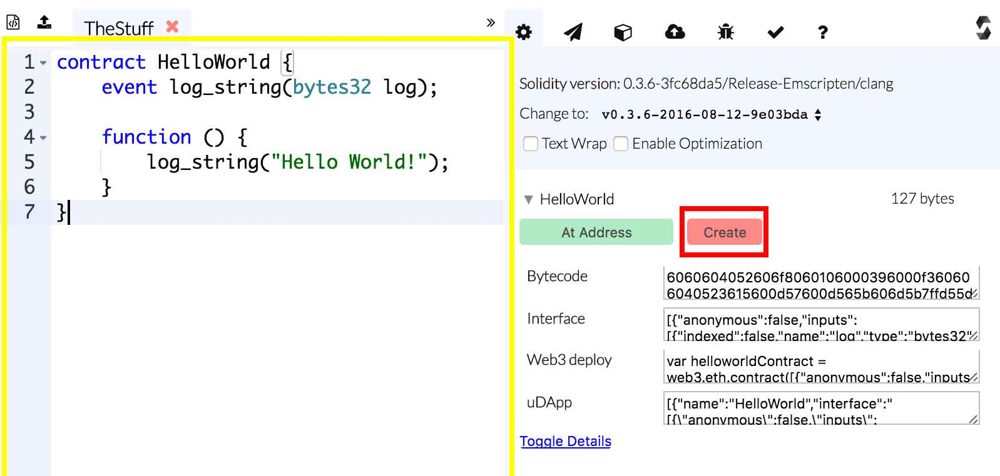 TheStuff
1 contract HelloWorld {
2 event log_string(bytes32 log);
3
4 function () {
5 log_string("Hello World!");
6 }
7 }
Solidity version: 0.3.6-3fc68da5/Release-Emscripten/clang
Change to: v0.3.6-2016-08-12-9e03bda
Text Wrap Enable Optimization
HelloWorld 127 bytes
At Address Create
Bytecode
6060604052606f8060106000396000f36060
6040523615600d57600d565b606d5b7ffd55d
Interface
[{"anonymous":false,"inputs":
[{"indexed":false,"name":"log","type":"bytes32"
Web3 deploy
var helloworldContract =
web3.eth.contract([{"anonymous":false,"inputs
uDApp
[{"name":"HelloWorld","interface":"
[{\"anonymous\":false,\"inputs\":
Toggle Details